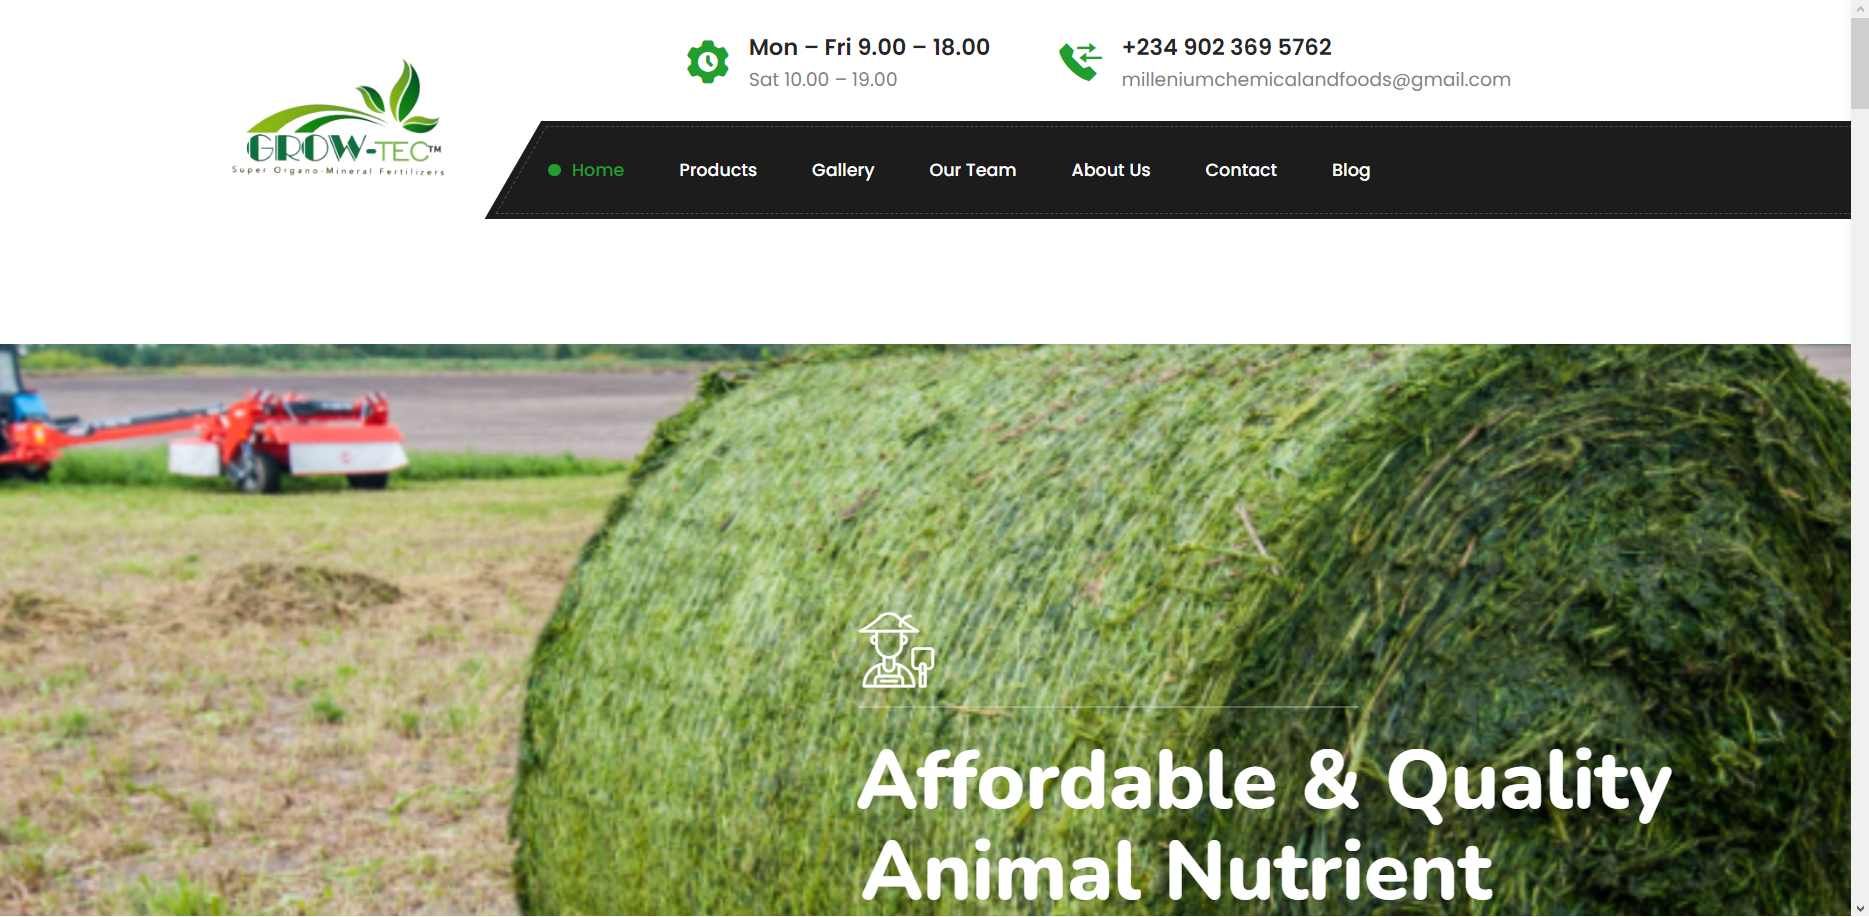 Mon – Fri 9.00 – 18.00
Sat 10.00 – 19.00
+234 902 369 5762
milleniumchemicalandfoods@gmail.com
GROW-TEC™
Super Organo-Mineral Fertilizers
Home
Products
Gallery
Our Team
About Us
Contact
Blog
Affordable & Quality
Animal Nutrient